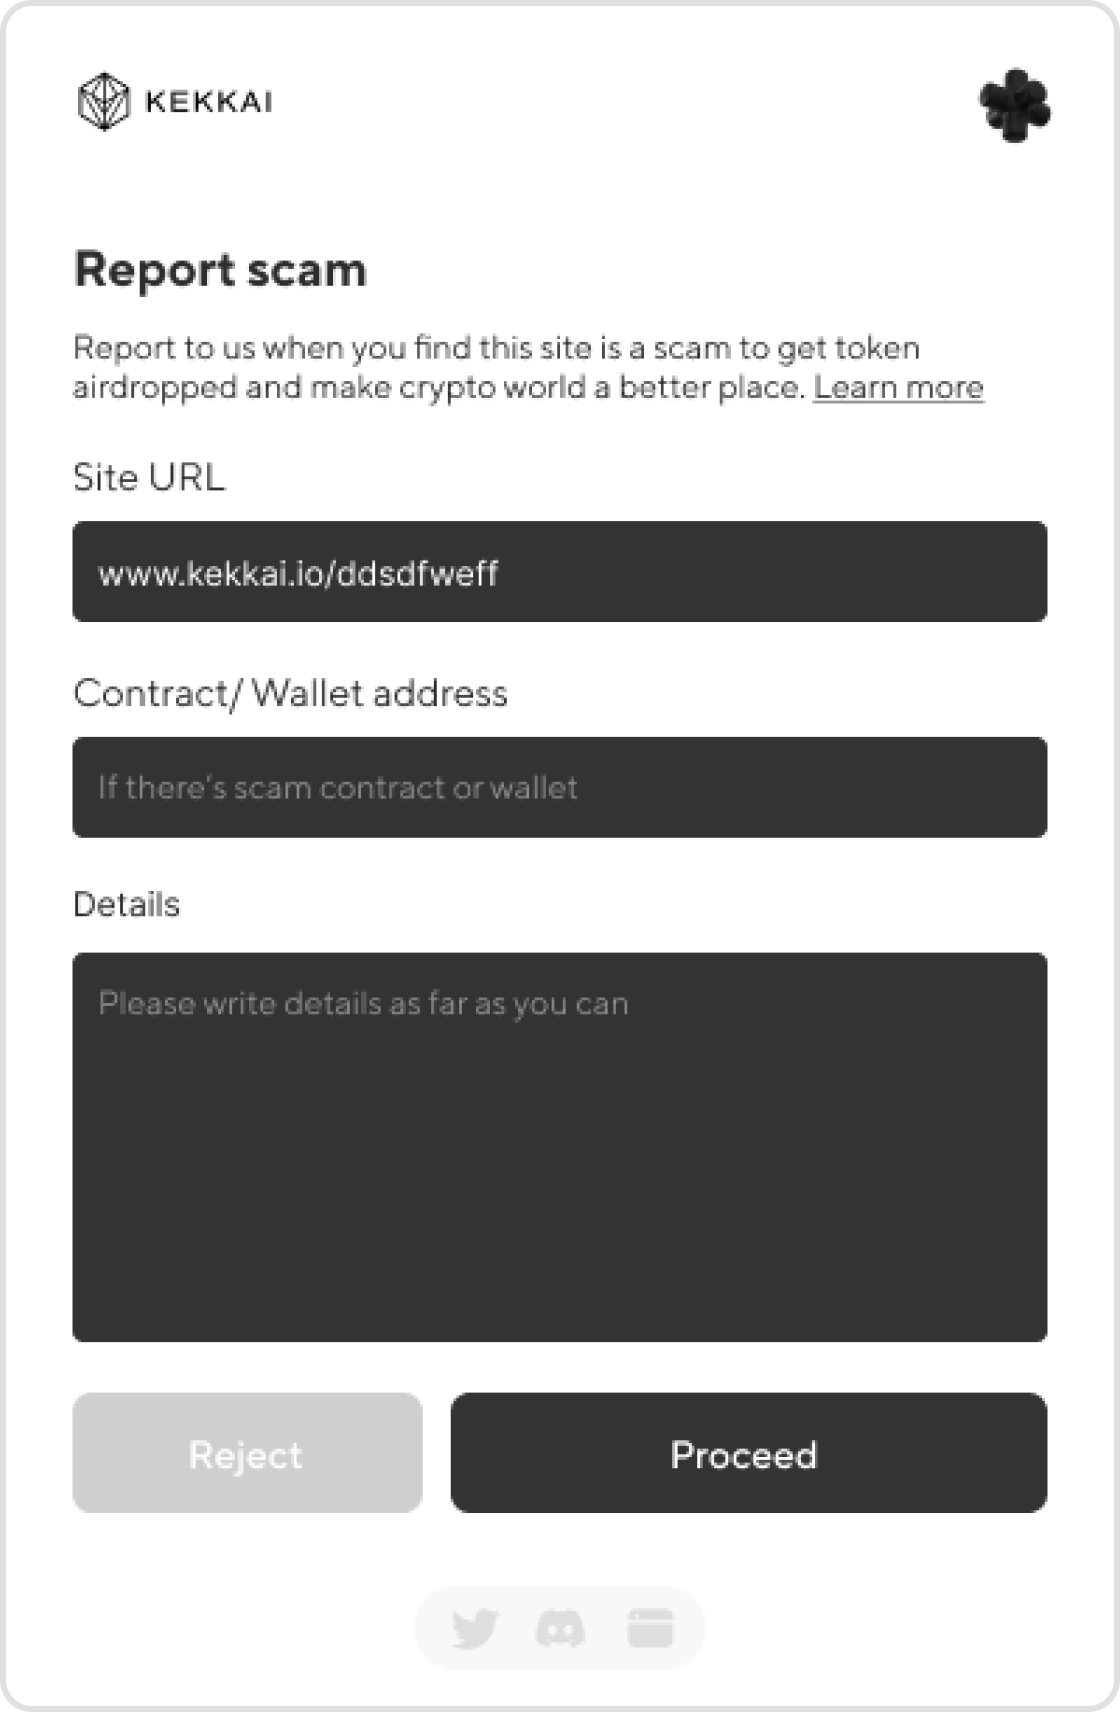 KEKKAI
Report scam
Report to us when you find this site is a scam to get token
airdropped and make crypto world a better place. Learn more
Site URL
www.kekkai.io/ddsdfweff
Contract/ Wallet address
If there's scam contract or wallet
Details
Please write details as far as you can
Reject
Proceed